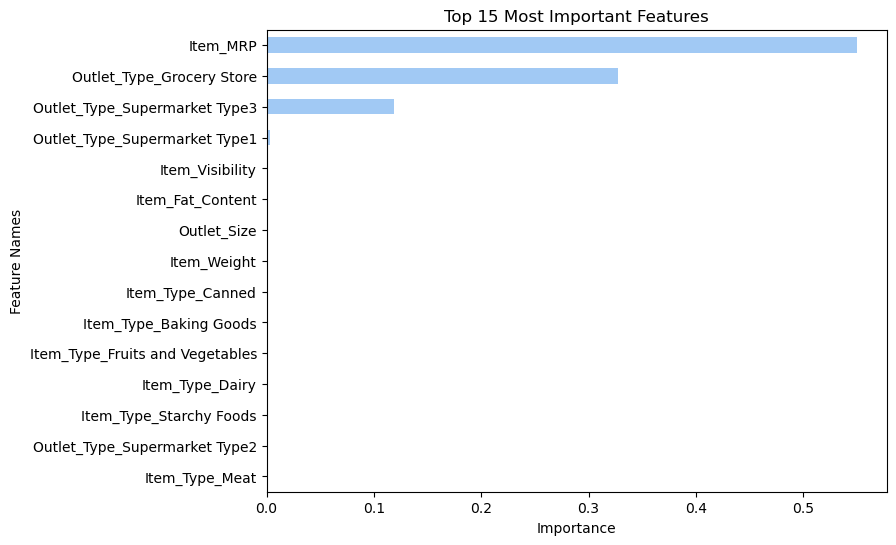 Top 15 Most Important Features
Item_MRP
Outlet_Type_Grocery Store
Outlet_Type_Supermarket Type3
Outlet_Type_Supermarket Type1
Item_Visibility
Item_Fat_Content
Outlet_Size
Item_Weight
Item_Type_Canned
Item_Type_Baking Goods
Item_Type_Fruits and Vegetables
Item_Type_Dairy
Item_Type_Starchy Foods
Outlet_Type_Supermarket Type2
Item_Type_Meat
Feature Names
0.0 0.1 0.2 0.3 0.4 0.5
Importance